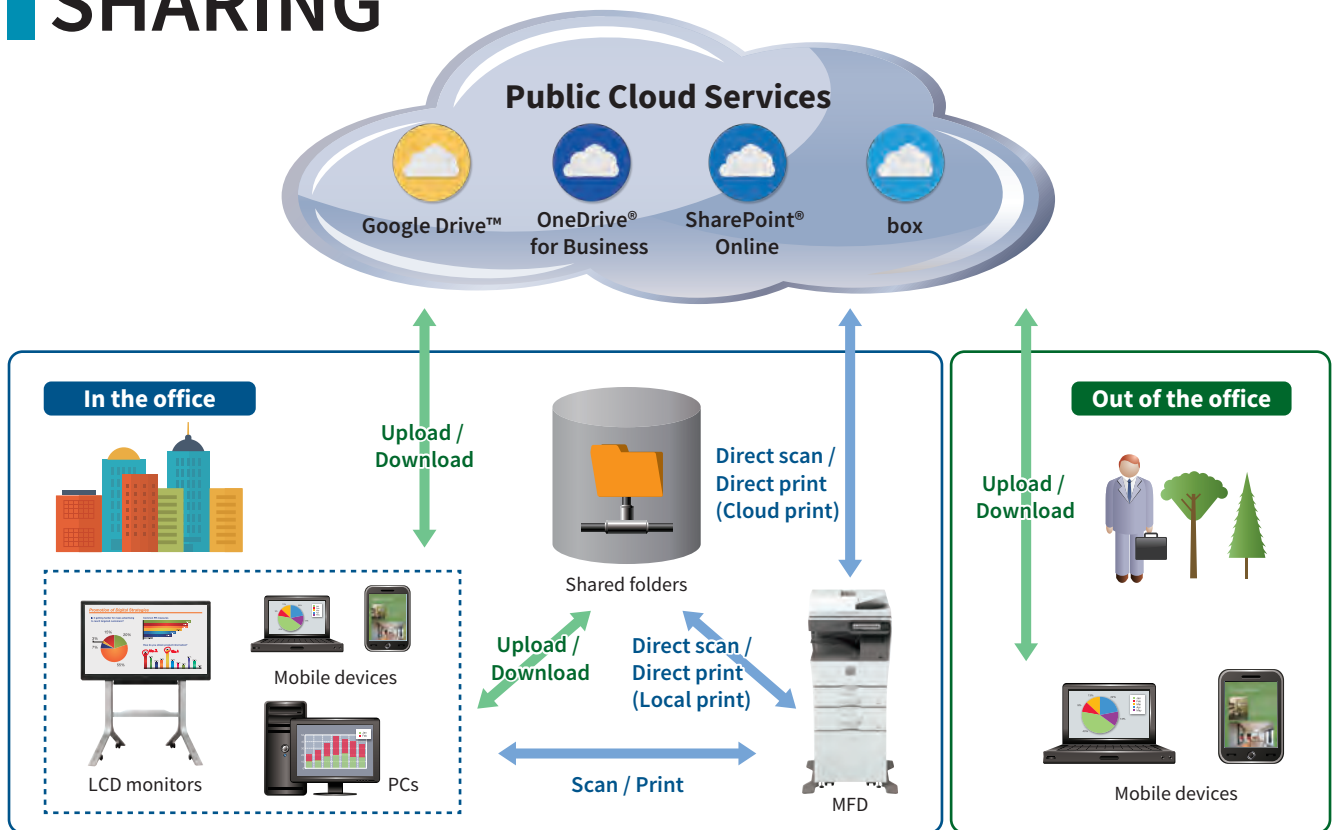 SHARING
Public Cloud Services
Google Drive™
OneDrive®
for Business
SharePoint®
Online
box
In the office
Upload /
Download
Shared folders
Direct scan /
Direct print
(Cloud print)
Out of the office
Upload /
Download
Mobile devices
LCD monitors
PCs
Upload /
Download
Direct scan /
Direct print
(Local print)
Scan / Print
MFD
Mobile devices